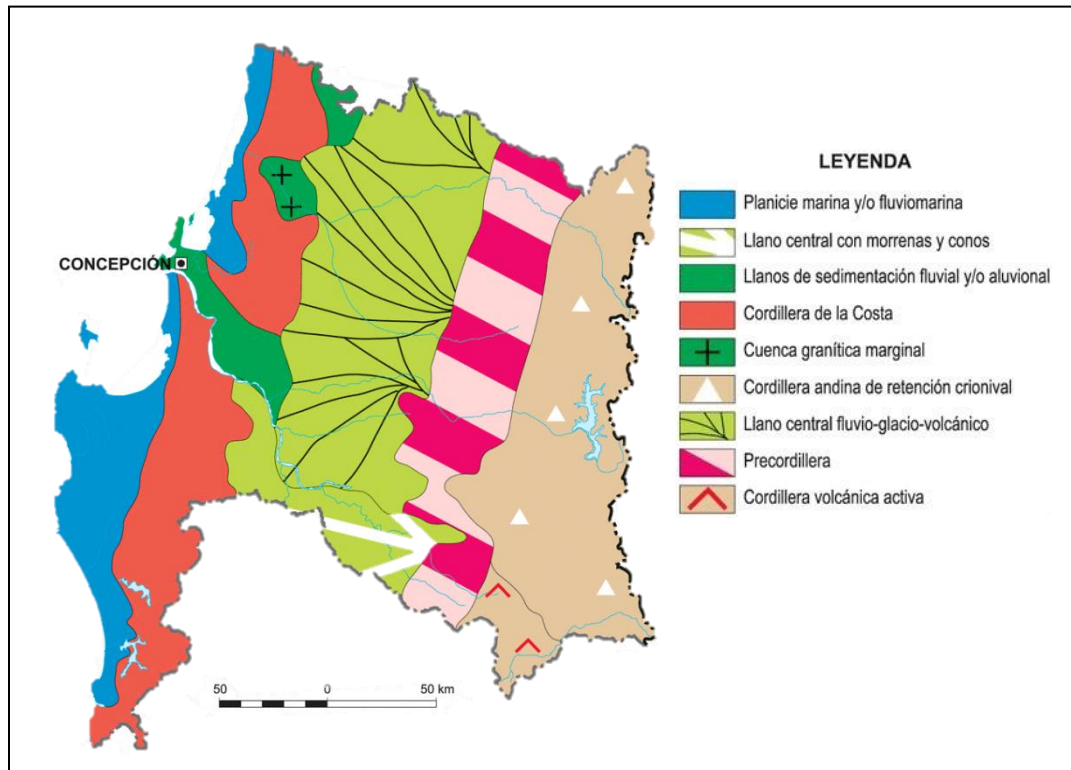 LEYENDA
Planicie marina y/o fluviomarina
Llano central con morrenas y conos
CONCEPCIÓN
Llanos de sedimentación fluvial y/o aluvional
Cordillera de la Costa
Cuenca granítica marginal
Cordillera andina de retención crionival
Llano central fluvio-glacio-volcánico
Precordillera
Cordillera volcánica activa
50 0 50 km